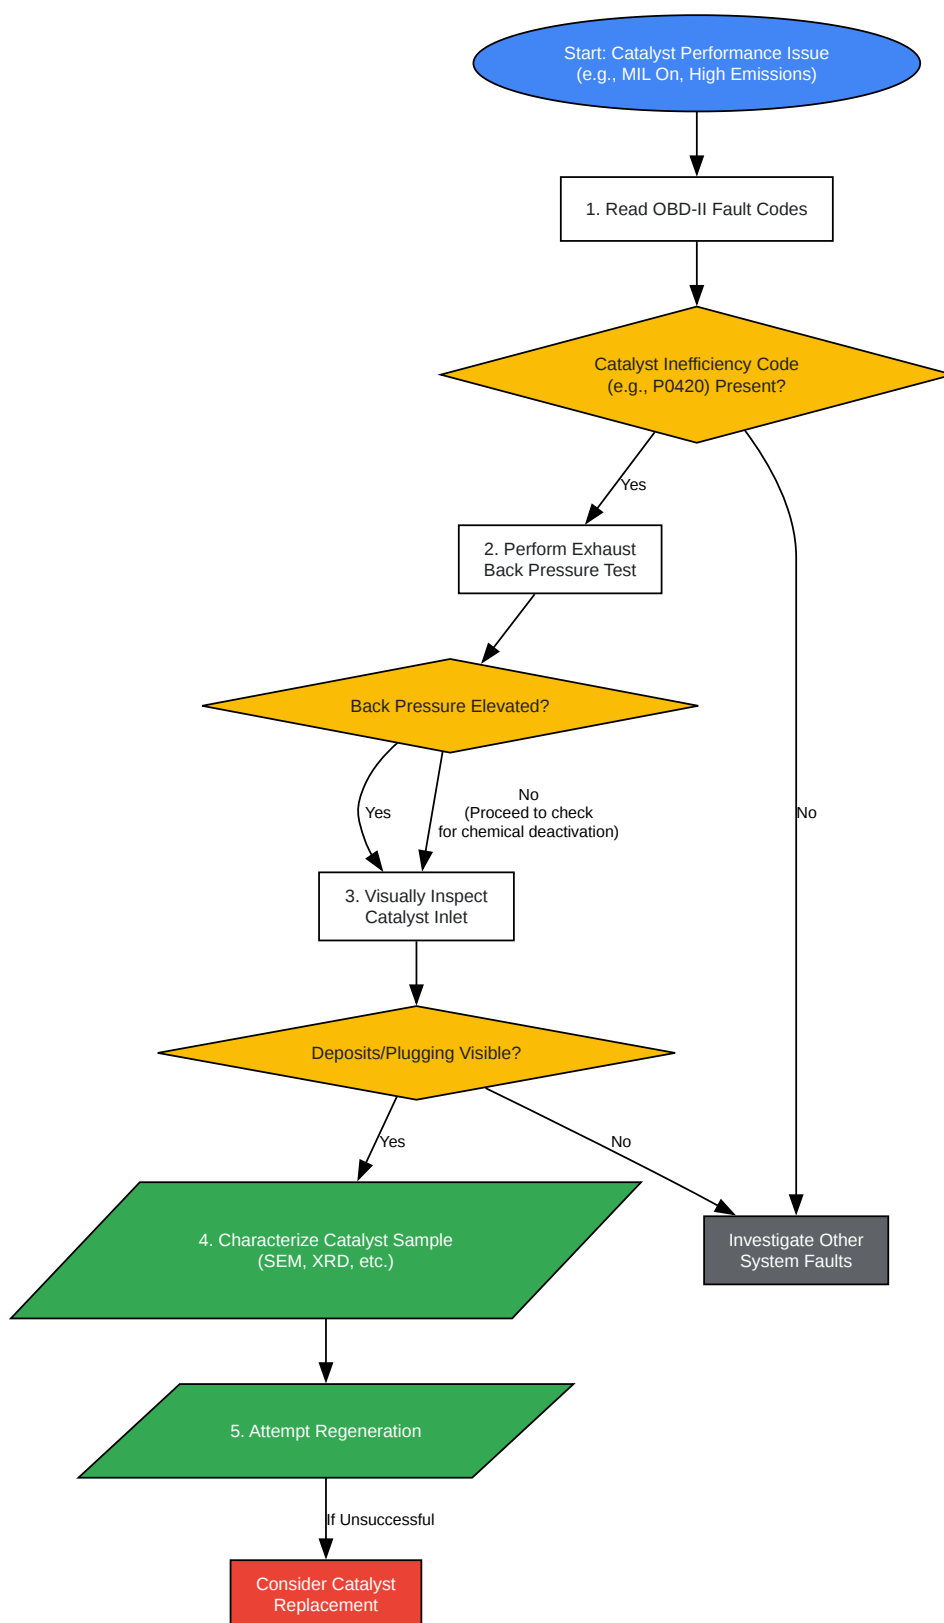 Start: Catalyst Performance Issue
(e.g., MIL On, High Emissions)
1. Read OBD-II Fault Codes
Catalyst Inefficiency Code
(e.g., P0420) Present?
Yes
2. Perform Exhaust
Back Pressure Test
Back Pressure Elevated?
Yes
No
(Proceed to check
for chemical deactivation)
No
3. Visually Inspect
Catalyst Inlet
Deposits/Plugging Visible?
Yes
No
4. Characterize Catalyst Sample
(SEM, XRD, etc.)
Investigate Other
System Faults
5. Attempt Regeneration
If Unsuccessful
Consider Catalyst
Replacement